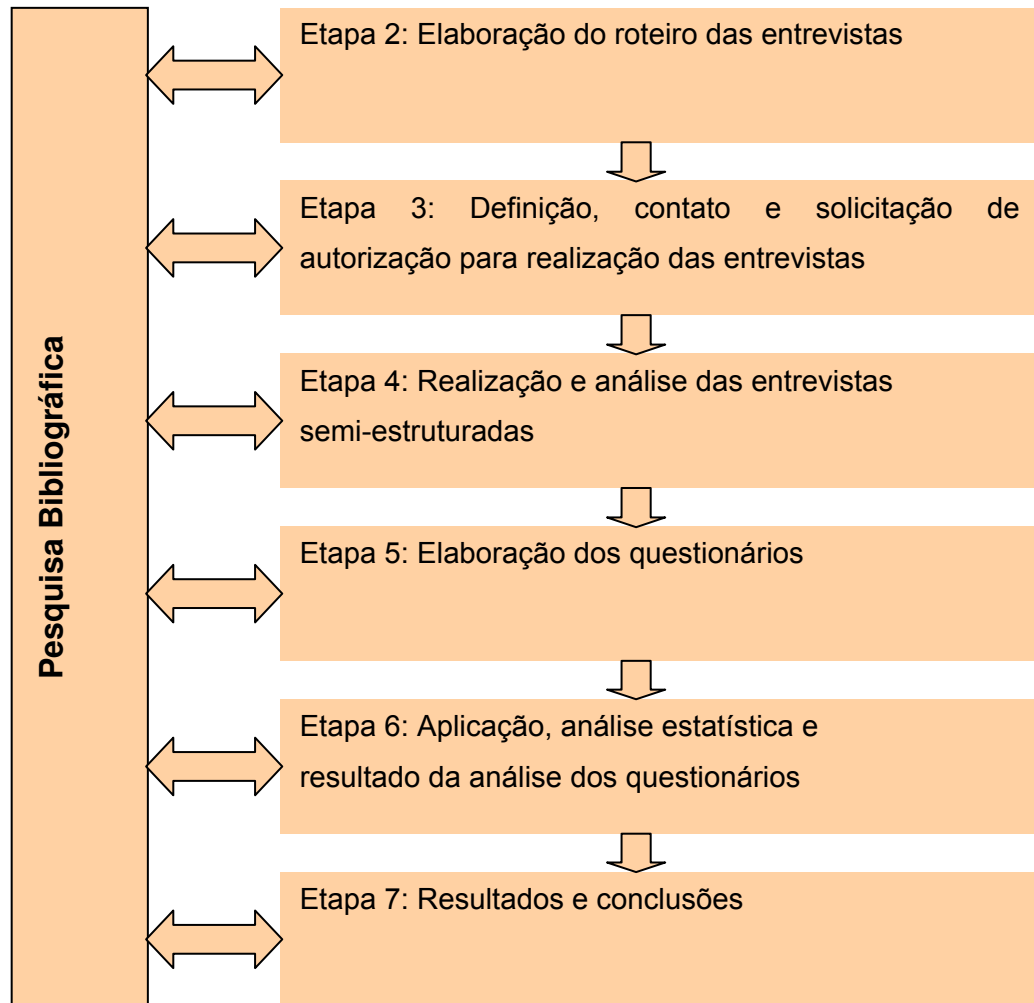 Pesquisa Bibliográfica
Etapa 2: Elaboração do roteiro das entrevistas
Etapa 3: Definição, contato e solicitação de
autorização para realização das entrevistas
Etapa 4: Realização e análise das entrevistas
semi-estruturadas
Etapa 5: Elaboração dos questionários
Etapa 6: Aplicação, análise estatística e
resultado da análise dos questionários
Etapa 7: Resultados e conclusões